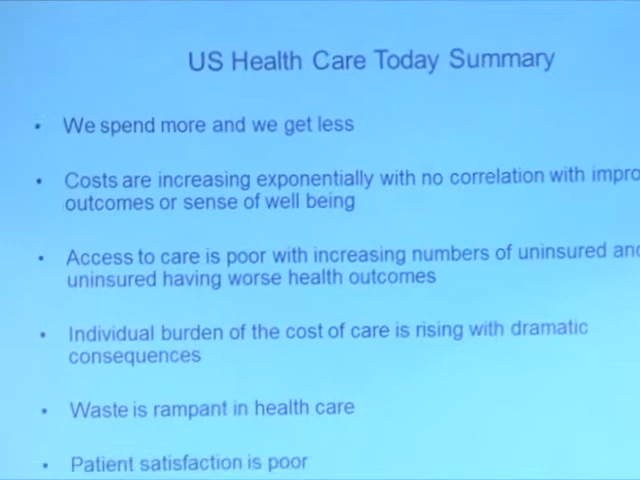 US Health Care Today Summary
• We spend more and we get less
• Costs are increasing exponentially with no correlation with
outcomes or sense of well being
• Access to care is poor with increasing numbers of uninsured
uninsured having worse health outcomes
• Individual burden of the cost of care is rising with dramatic
consequences
• Waste is rampant in health care
• Patient satisfaction is poor